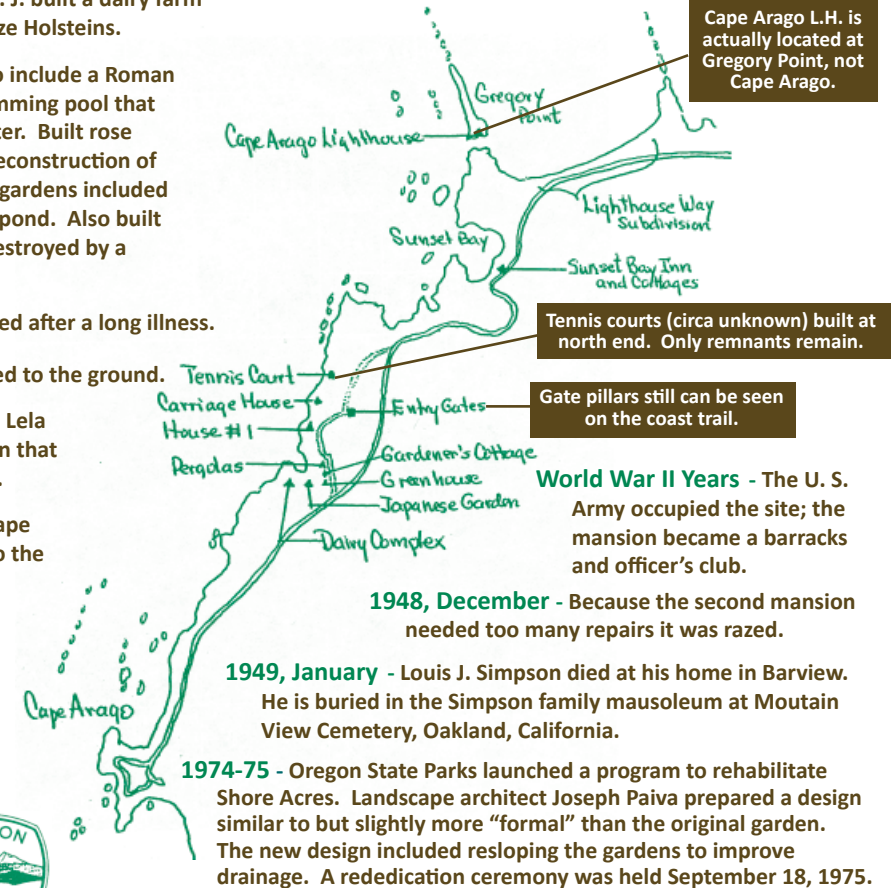 . J. built a dairy farm
ze Holsteins.
o include a Roman
mming pool that
ter. Built rose
econstruction of
gardens included
pond. Also built
estroyed by a
ed after a long illness.
ed to the ground.
Lela
n that
.
ape
o the
Cape Arago L.H. is
actually located at
Gregory Point, not
Cape Arago.
Gregory
Point
Cape Arago Lighthouse
Lighthouse Way
Subdivision
Sunset Bay
Sunset Bay Inn
and Cottages
Tennis courts (circa unknown) built at
north end. Only remnants remain.
Tennis Court
Carriage House
House #1
Pergolas
Entry Gates
Gate pillars still can be seen
on the coast trail.
Gardener's Cottage
Greenhouse
Japanese Garden
Dairy Complex
Cape Arago
World War II Years - The U. S.
Army occupied the site; the
mansion became a barracks
and officer's club.
1948, December - Because the second mansion
needed too many repairs it was razed.
1949, January - Louis J. Simpson died at his home in Barview.
He is buried in the Simpson family mausoleum at Moutain
View Cemetery, Oakland, California.
1974-75 - Oregon State Parks launched a program to rehabilitate
Shore Acres. Landscape architect Joseph Paiva prepared a design
similar to but slightly more “formal” than the original garden.
The new design included resloping the gardens to improve
drainage. A rededication ceremony was held September 18, 1975.
ON